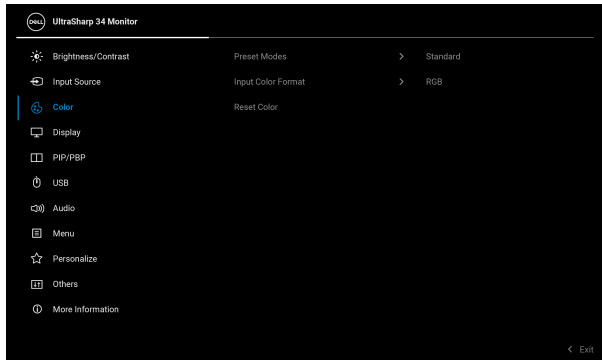 DELL UltraSharp 34 Monitor
Brightness/Contrast Preset Modes > Standard
Input Source Input Color Format > RGB
Color Reset Color
Display
PIP/PBP
USB
Audio
Menu
Personalize
Others
More Information
< Exit